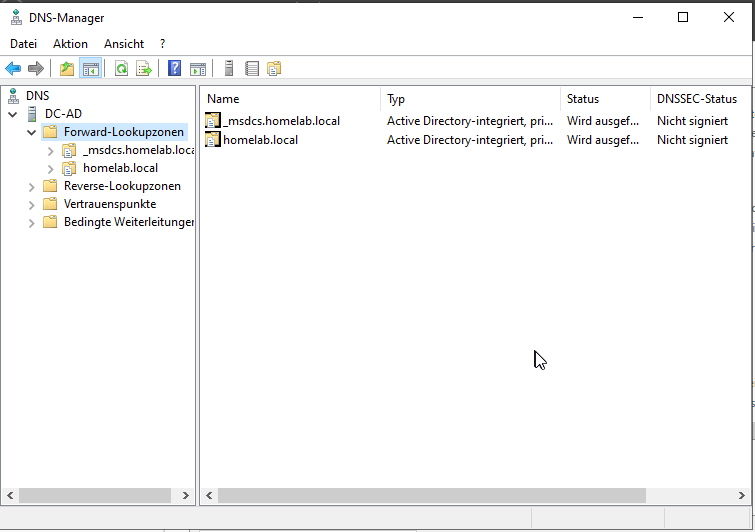 DNS-Manager
Datei Aktion Ansicht ?
DNS
DC-AD
Forward-Lookupzonen
_msdcs.homelab.loca
homelab.local
Reverse-Lookupzonen
Vertrauenspunkte
Bedingte Weiterleitunger
Name Typ Status DNSSEC-Status
_msdcs.homelab.local Active Directory-integriert, pri... Wird ausgef... Nicht signiert
homelab.local Active Directory-integriert, pri... Wird ausgef... Nicht signiert